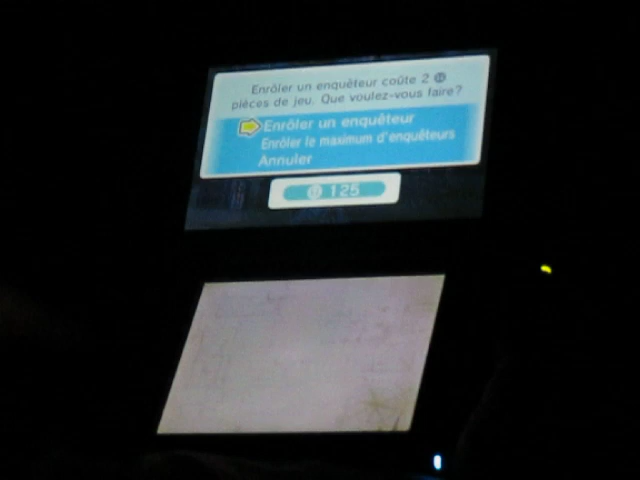 Enrôler un enquêteur coûte 2
pièces de jeu. Que voulez-vous faire?
Enrôler un enquêteur
Enrôler le maximum d'enquêteurs
Annuler
125